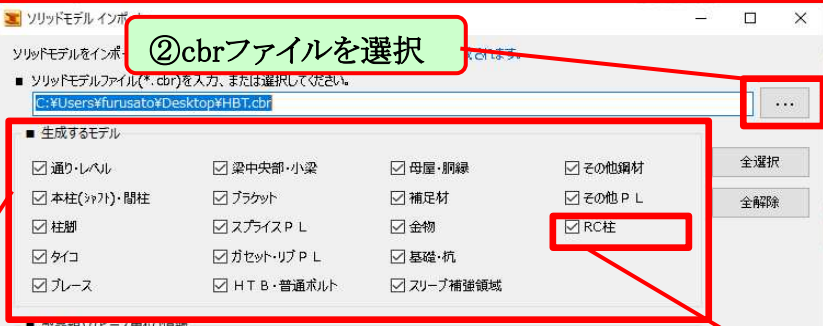 ソリッドモデル インポート
②cbrファイルを選択
ソリッドモデルをインポー
されます。
■ ソリッドモデルファイル(*.cbr)を入力、または選択してください。
C:¥Users¥furusato¥Desktop¥HBT.cbr
...
■ 生成するモデル
☑ 通り・レベル ☑ 梁中央部・小梁 ☑ 母屋・胴縁 ☑ その他鋼材 全選択
☑ 本柱(シャフト)・間柱 ☑ ブラケット ☑ 補足材 ☑ その他ＰＬ 全解除
☑ 柱脚 ☑ スプライスＰＬ ☑ 金物 ☑ RC柱
☑ タイコ ☑ ガセット・リブＰＬ ☑ 基礎・杭
☑ ブレース ☑ ＨＴＢ・普通ボルト ☑ スリーブ補強領域